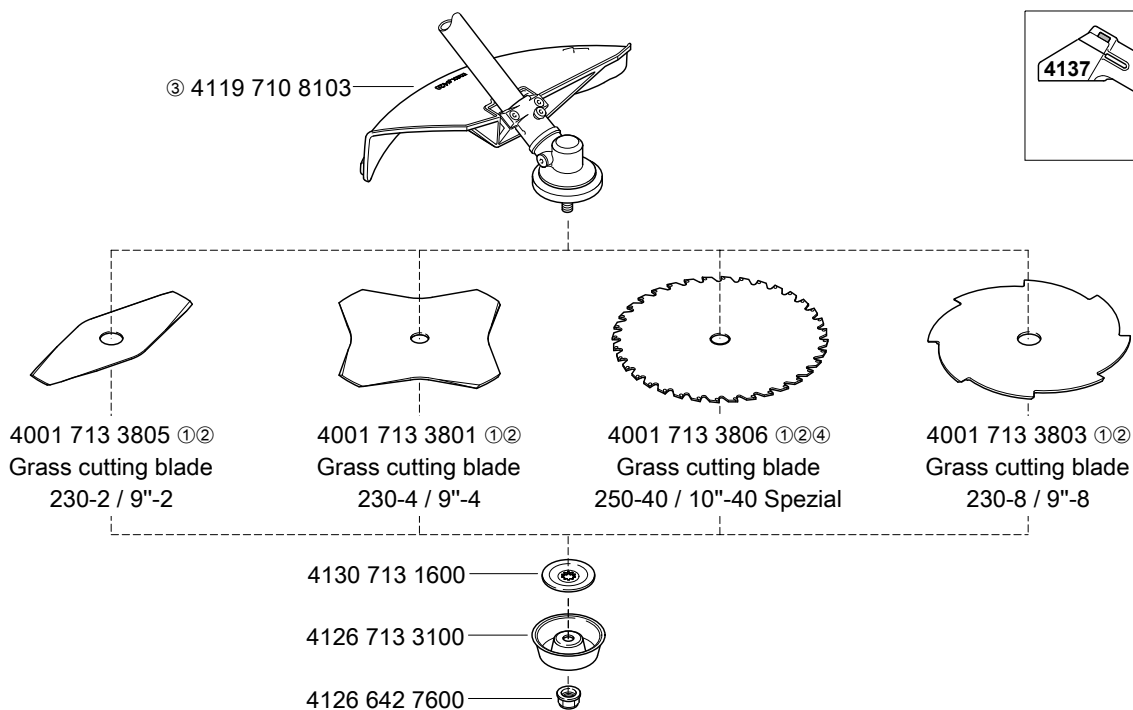 ③ 4119 710 8103
4137
4001 713 3805 ①②
Grass cutting blade
230-2 / 9"-2
4001 713 3801 ①②
Grass cutting blade
230-4 / 9"-4
4001 713 3806 ①②④
Grass cutting blade
250-40 / 10"-40 Spezial
4001 713 3803 ①②
Grass cutting blade
230-8 / 9"-8
4130 713 1600
4126 713 3100
4126 642 7600